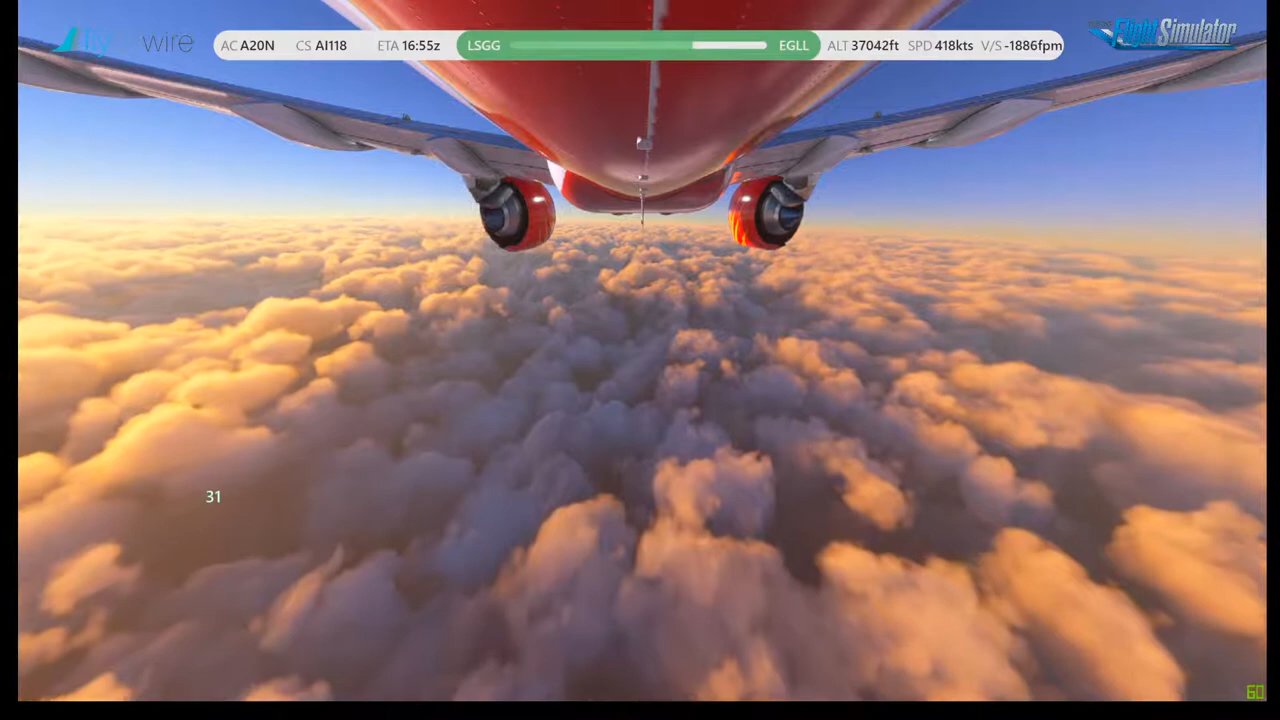 fly wire
AC A20N CS AI118 ETA 16:55z LSGG EGLL ALT 37042ft SPD 418kts V/S -1886fpm
Flight Simulator
31
60